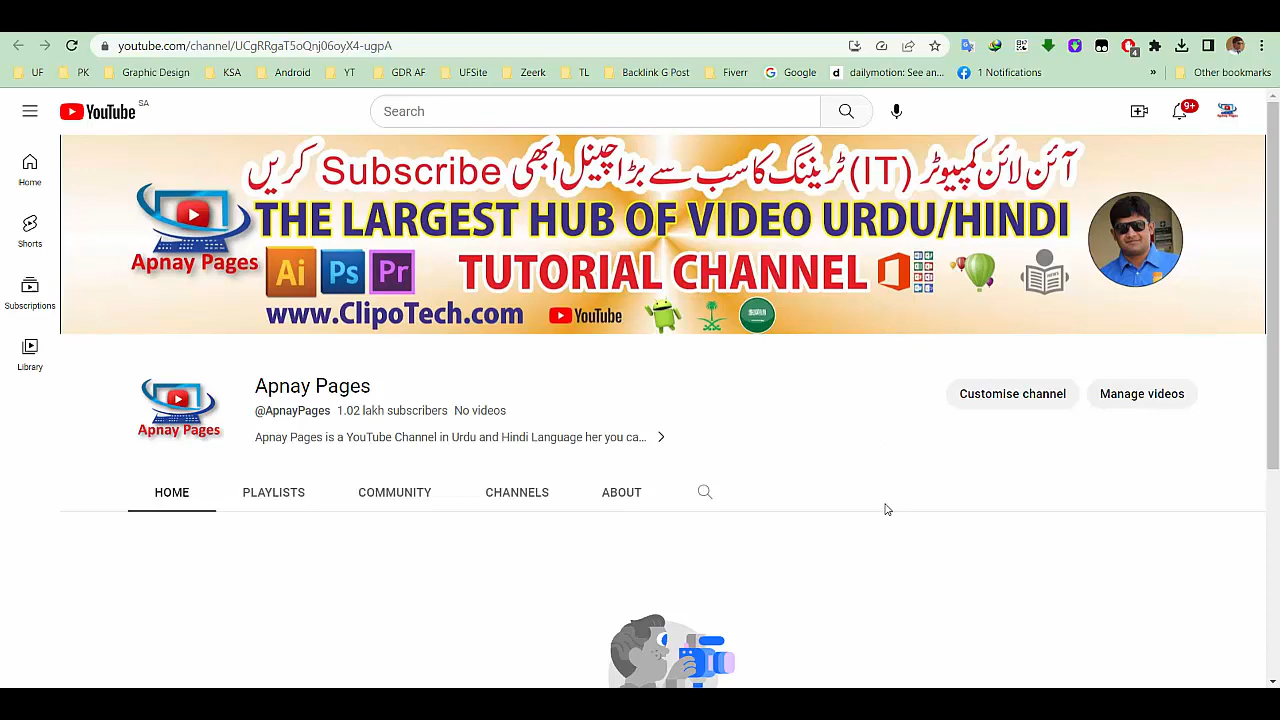 youtube.com/channel/UCgRRgaT5oQnj06oyX4-ugpA
4
UF PK Graphic Design KSA Android YT GDR AF UFSite Zeerk TL Backlink G Post Fiverr Google dailymotion: See an... 1 Notifications » Other bookmarks
YouTube SA Search 9+
آئن لائن کمپیوٹر (IT) ٹریننگ کا سب سے بڑا چینل ابھی Subscribe کریں
THE LARGEST HUB OF VIDEO URDU/HINDI
Apnay Pages Ai Ps Pr TUTORIAL CHANNEL NEWS
www.ClipoTech.com YouTube
Home
Shorts
Subscriptions
Library
Apnay Pages
Apnay Pages
@ApnayPages 1.02 lakh subscribers No videos
Apnay Pages is a YouTube Channel in Urdu and Hindi Language her you ca...
Customise channel Manage videos
HOME PLAYLISTS COMMUNITY CHANNELS ABOUT